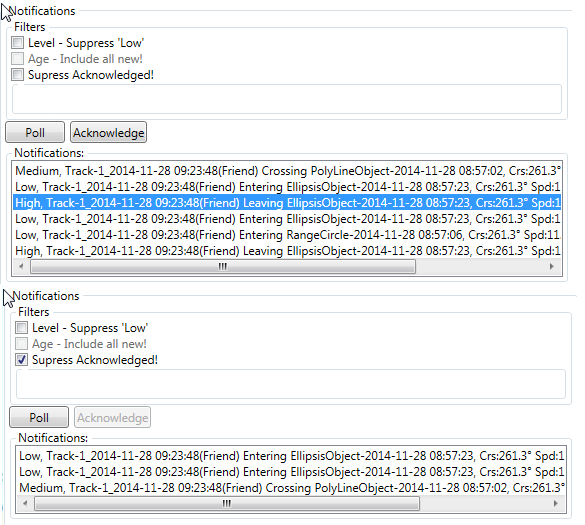 Notifications
Filters
Level - Suppress 'Low'
Age - Include all new!
Supress Acknowledged!
Poll Acknowledge
Notifications:
Medium, Track-1_2014-11-28 09:23:48(Friend) Crossing PolyLineObject-2014-11-28 08:57:02, Crs:261.3°
Low, Track-1_2014-11-28 09:23:48(Friend) Entering EllipsisObject-2014-11-28 08:57:23, Crs:261.3° Spd:1
High, Track-1_2014-11-28 09:23:48(Friend) Leaving EllipsisObject-2014-11-28 08:57:23, Crs:261.3° Spd:1
Low, Track-1_2014-11-28 09:23:48(Friend) Entering EllipsisObject-2014-11-28 08:57:23, Crs:261.3° Spd:1
Low, Track-1_2014-11-28 09:23:48(Friend) Entering RangeCircle-2014-11-28 08:57:06, Crs:261.3° Spd:11.
High, Track-1_2014-11-28 09:23:48(Friend) Leaving EllipsisObject-2014-11-28 08:57:23, Crs:261.3° Spd:1
Notifications
Filters
Level - Suppress 'Low'
Age - Include all new!
Supress Acknowledged!
Poll Acknowledge
Notifications:
Low, Track-1_2014-11-28 09:23:48(Friend) Entering EllipsisObject-2014-11-28 08:57:23, Crs:261.3° Spd:1
Low, Track-1_2014-11-28 09:23:48(Friend) Entering EllipsisObject-2014-11-28 08:57:23, Crs:261.3° Spd:1
Medium, Track-1_2014-11-28 09:23:48(Friend) Crossing PolyLineObject-2014-11-28 08:57:02, Crs:261.3°